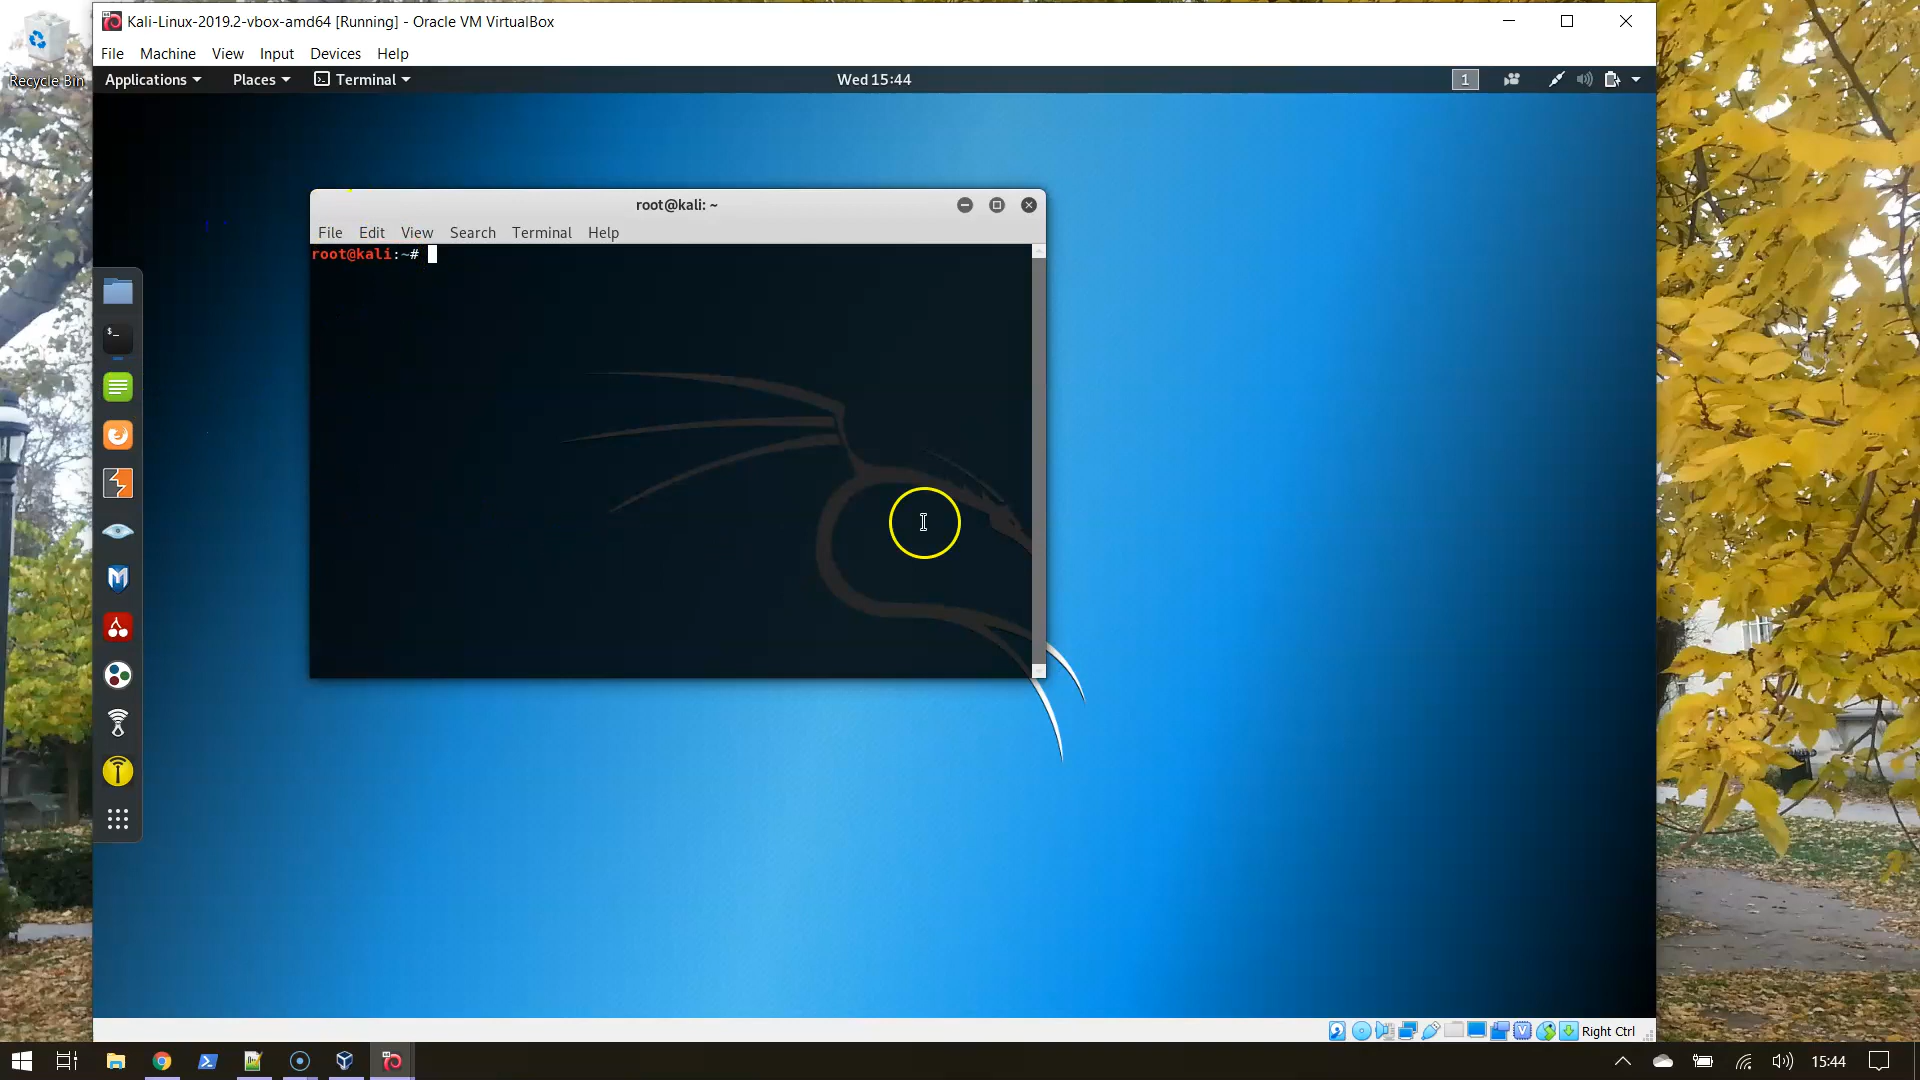 Kali-Linux-2019.2-vbox-amd64 [Running] - Oracle VM VirtualBox
File Machine View Input Devices Help
Recycle Bin
Applications Places Terminal Wed 15:44 1
root@kali: ~
File Edit View Search Terminal Help
root@kali:~#
$_
Right Ctrl
15:44